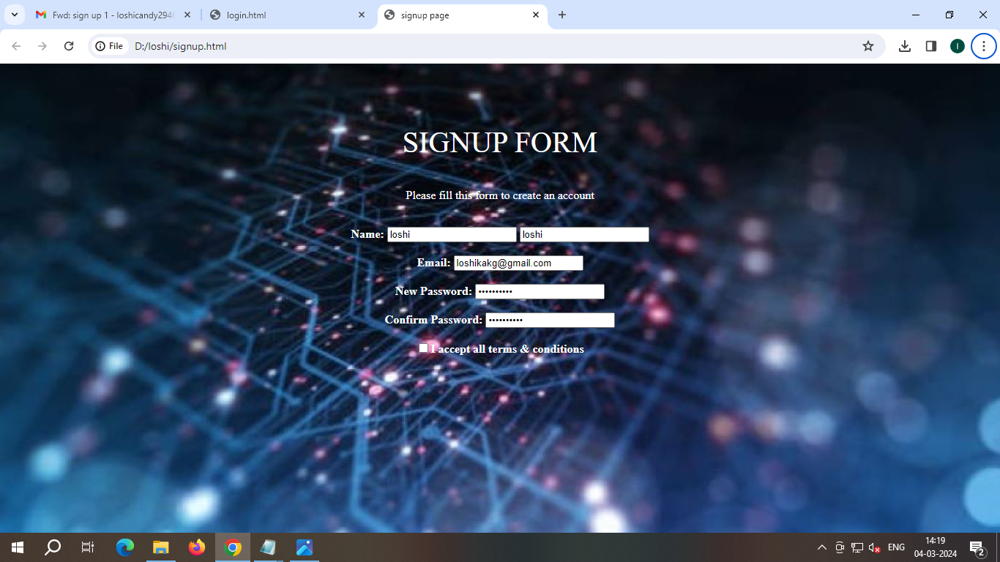 Fwd: sign up 1 - loshicandy294
login.html
signup page
File
D:/loshi/signup.html
I
SIGNUP FORM
Please fill this form to create an account
Name: loshi loshi
Email: loshikakg@gmail.com
New Password: ••••••••••
Confirm Password: ••••••••••
I accept all terms & conditions
ENG
14:19
04-03-2024
2